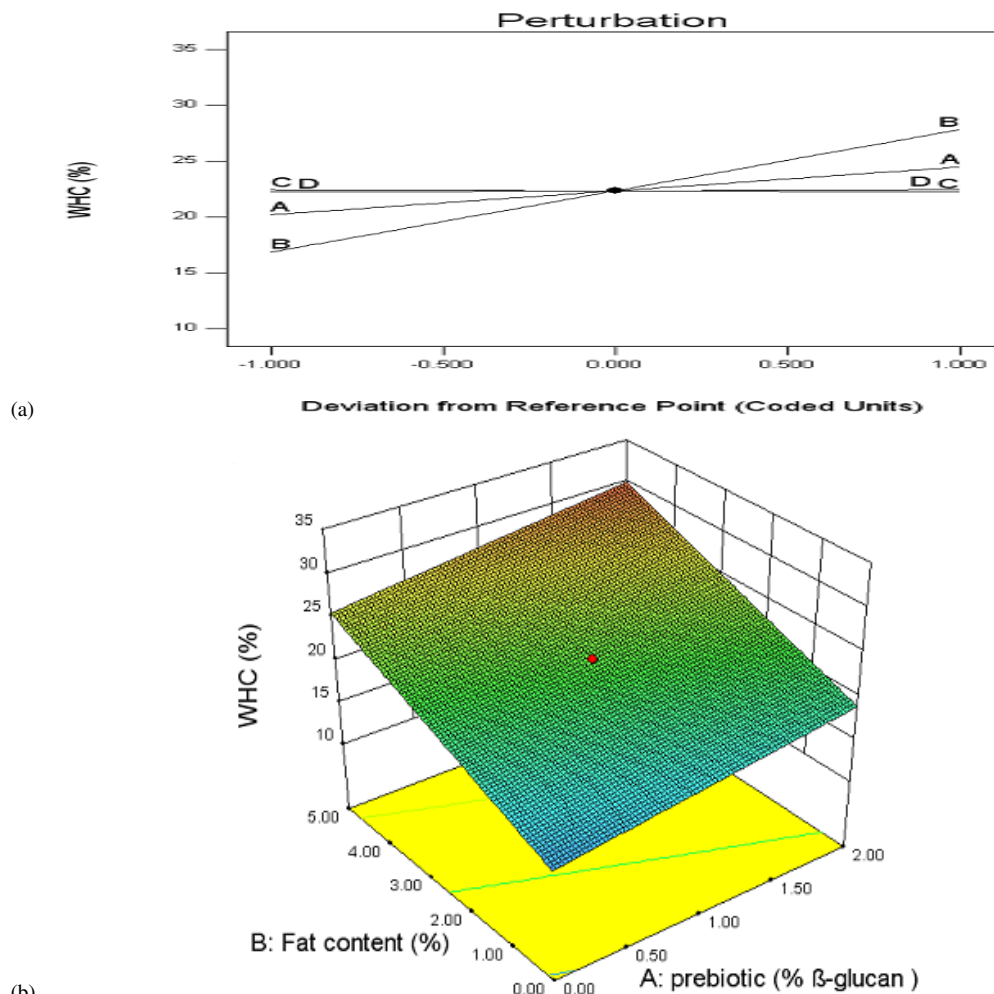 Perturbation
35
30
25
20
15
10
WHC (%)
B
A
C D
D C
A
B
-1.000 -0.500 0.000 0.500 1.000
(a)
Deviation from Reference Point (Coded Units)
35
30
25
20
15
10
WHC (%)
5.00
4.00
3.00
2.00
1.00
0.00
0.00
0.50
1.00
1.50
2.00
B: Fat content (%)
A: prebiotic (% ß-glucan )
(b)